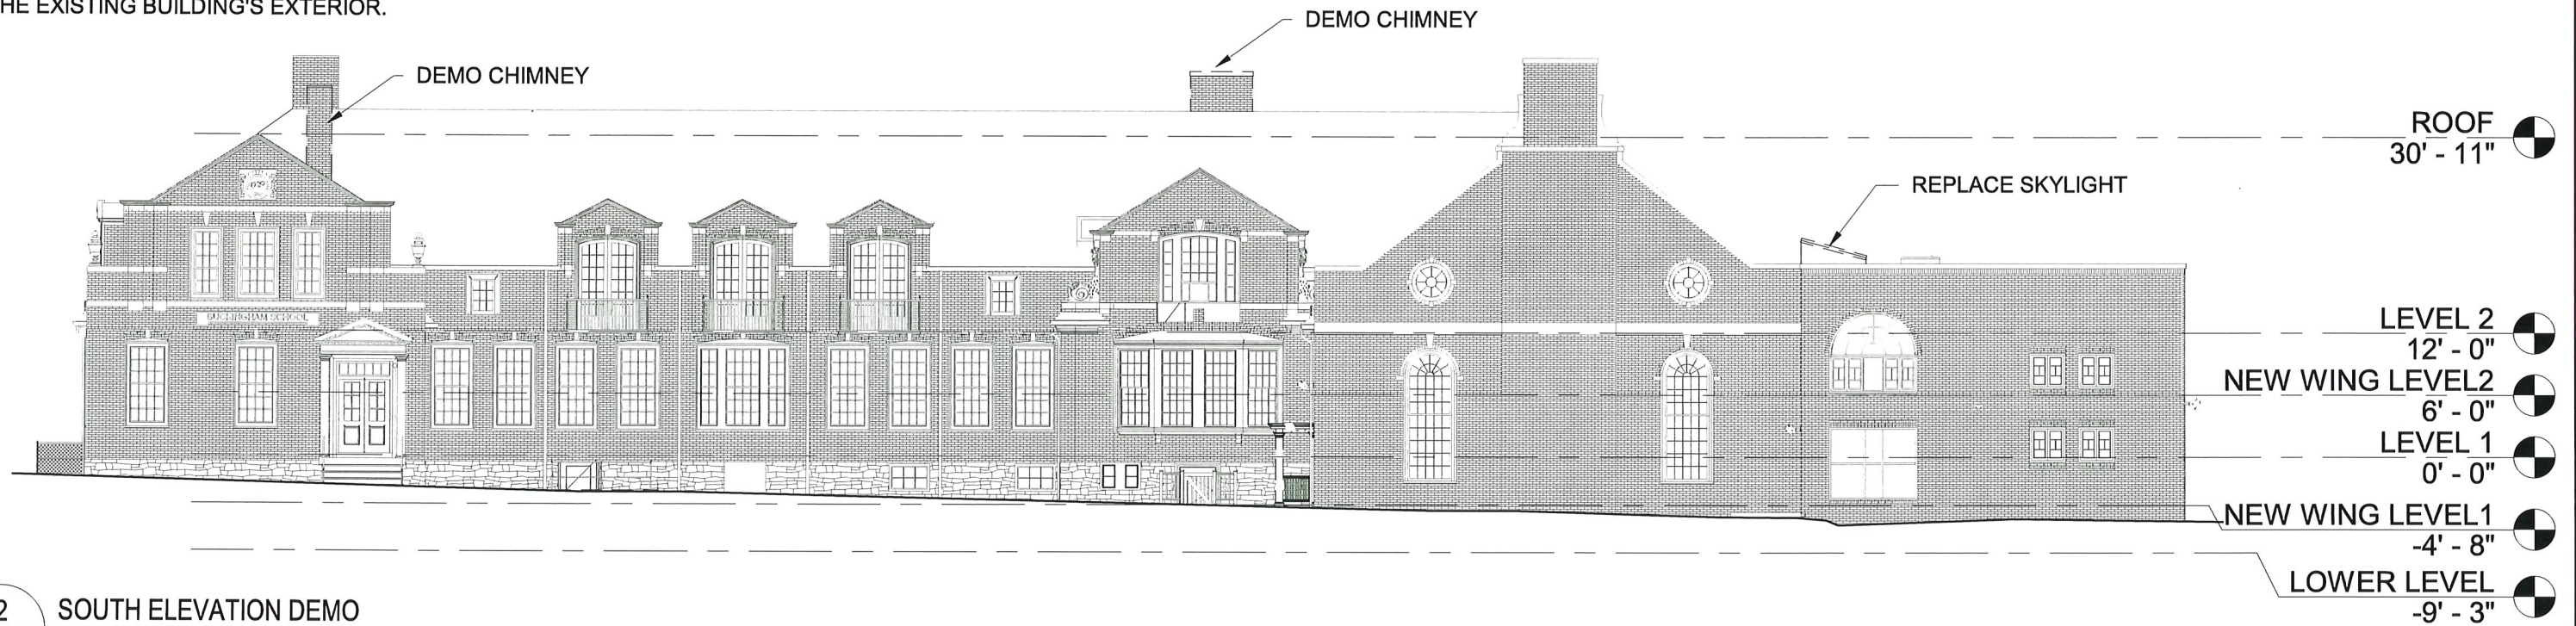 HE EXISTING BUILDING'S EXTERIOR.
DEMO CHIMNEY
DEMO CHIMNEY
REPLACE SKYLIGHT
ROOF
30' - 11"
LEVEL 2
12' - 0"
NEW WING LEVEL2
6' - 0"
LEVEL 1
0' - 0"
NEW WING LEVEL1
-4' - 8"
LOWER LEVEL
-9' - 3"
BUCKINGHAM SCHOOL
2
SOUTH ELEVATION DEMO